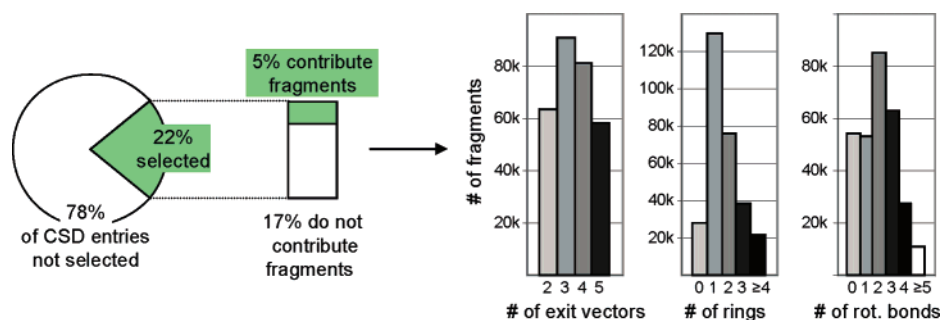 5% contribute
fragments
22%
selected
78%
of CSD entries
not selected
17% do not
contribute
fragments
# of fragments
80k
60k
40k
20k
2 3 4 5
# of exit vectors
120k
100k
80k
60k
40k
20k
0 1 2 3 ≥4
# of rings
80k
60k
40k
20k
0 1 2 3 4 ≥5
# of rot. bonds